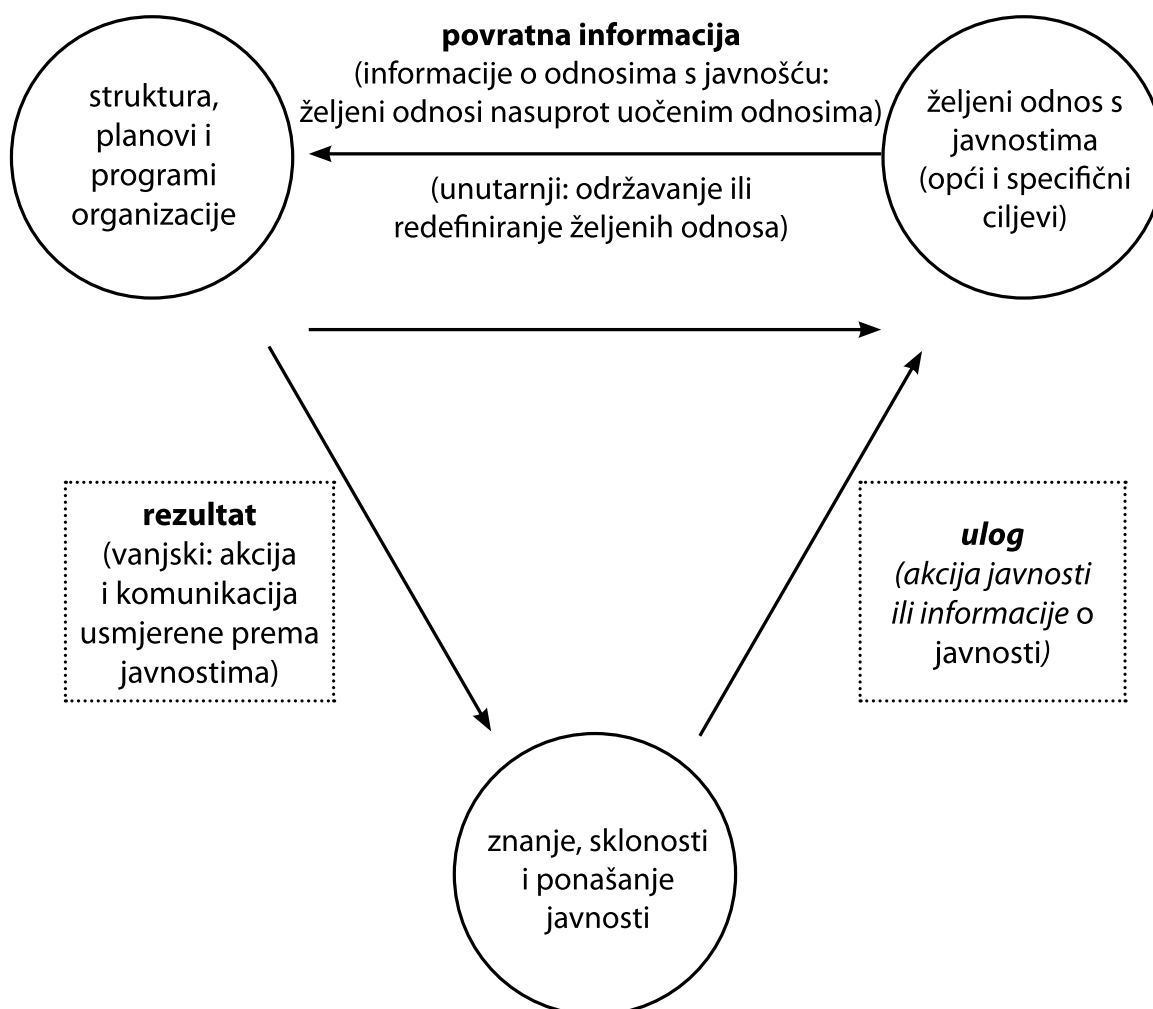 struktura,
planovi i
programi
organizacije
povratna informacija
(informacije o odnosima s javnošću:
željeni odnosi nasuprot uočenim odnosima)
(unutarnji: održavanje ili
redefiniranje željenih odnosa)
željeni odnos s
javnostima
(opći i specifični
ciljevi)
rezultat
(vanjski: akcija
i komunikacija
usmjerene prema
javnostima)
ulog
(akcija javnosti
ili informacije o
javnosti)
znanje, sklonosti
i ponašanje
javnosti